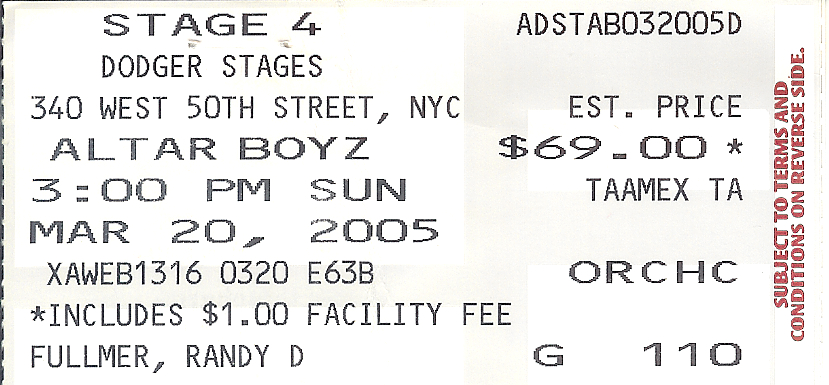 STAGE 4
ADSTAB032005D
DODGER STAGES
340 WEST 50TH STREET, NYC
EST. PRICE
ALTAR BOYZ
$69.00 *
3:00 PM SUN
TAAMEX TA
MAR 20, 2005
XAWEB1316 0320 E63B
ORCHC
*INCLUDES $1.00 FACILITY FEE
FULLMER, RANDY D
G 110
SUBJECT TO TERMS AND
CONDITIONS ON REVERSE SIDE.